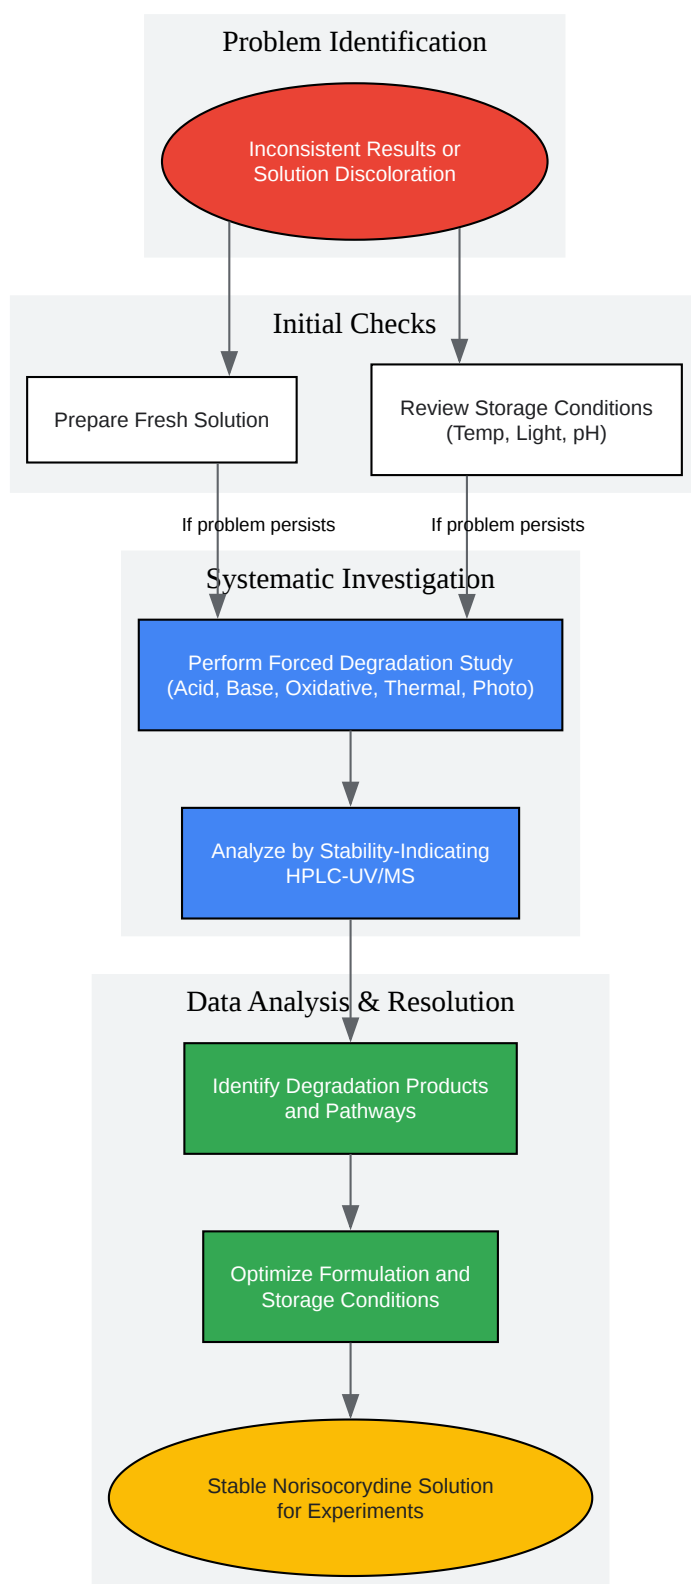 Problem Identification
Inconsistent Results or
Solution Discoloration
Initial Checks
Prepare Fresh Solution
Review Storage Conditions
(Temp, Light, pH)
If problem persists
If problem persists
Systematic Investigation
Perform Forced Degradation Study
(Acid, Base, Oxidative, Thermal, Photo)
Analyze by Stability-Indicating
HPLC-UV/MS
Data Analysis & Resolution
Identify Degradation Products
and Pathways
Optimize Formulation and
Storage Conditions
Stable Norisocorydine Solution
for Experiments